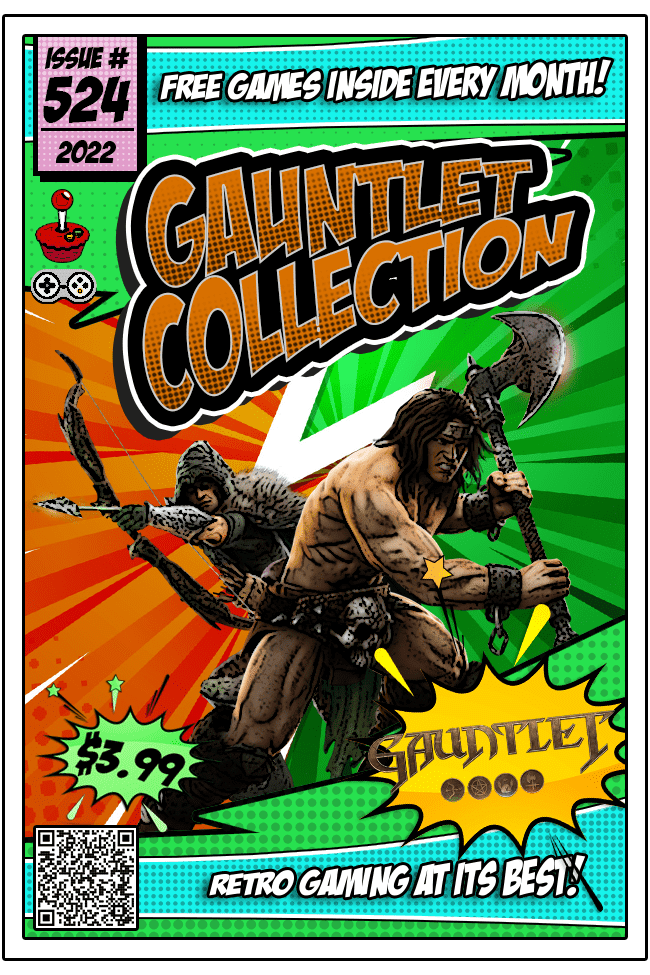 ISSUE #
524
2022
FREE GAMES INSIDE EVERY MONTH!
GAUNTLET
COLLECTION
$3.99
GAUNTLET
RETRO GAMING AT ITS BEST!